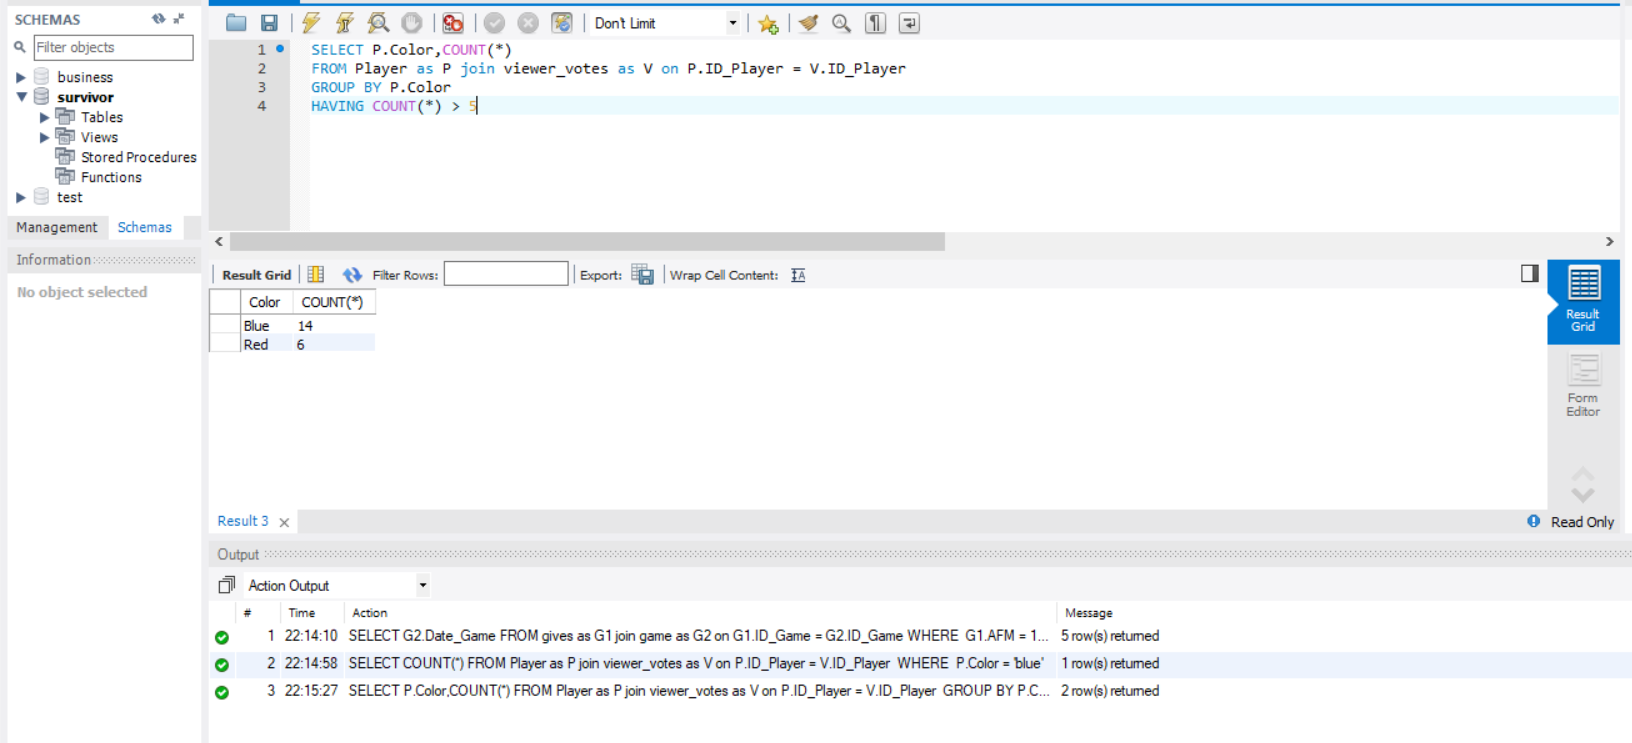 SCHEMAS
Filter objects
business
survivor
Tables
Views
Stored Procedures
Functions
test
Management Schemas
Information
No object selected
Don't Limit
1 SELECT P.Color,COUNT(*)
2 FROM Player as P join viewer_votes as V on P.ID_Player = V.ID_Player
3 GROUP BY P.Color
4 HAVING COUNT(*) > 5
Result Grid Filter Rows: Export: Wrap Cell Content:
Color COUNT(*)
Blue 14
Red 6
Result
Grid
Form
Editor
Result 3 Read Only
Output
Action Output
# Time Action Message
1 22:14:10 SELECT G2.Date_Game FROM gives as G1 join game as G2 on G1.ID_Game = G2.ID_Game WHERE G1.AFM = 1... 5 row(s) returned
2 22:14:58 SELECT COUNT(*) FROM Player as P join viewer_votes as V on P.ID_Player = V.ID_Player WHERE P.Color = 'blue' 1 row(s) returned
3 22:15:27 SELECT P.Color,COUNT(*) FROM Player as P join viewer_votes as V on P.ID_Player = V.ID_Player GROUP BY P.C... 2 row(s) returned